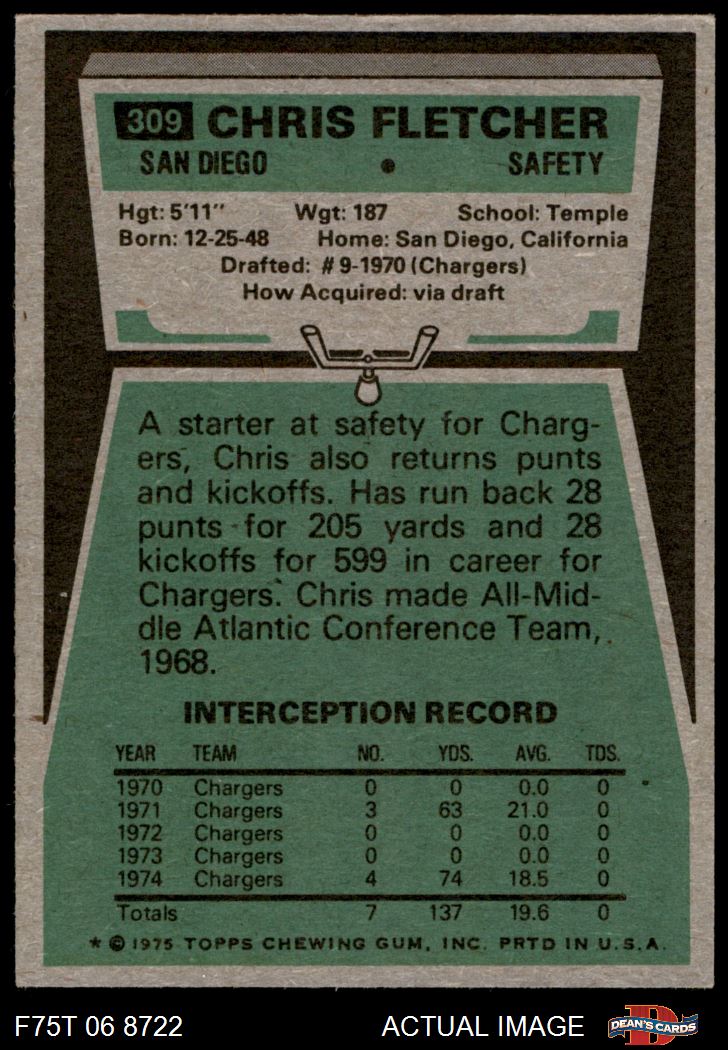 309 CHRIS FLETCHER
SAN DIEGO • SAFETY
Hgt: 5'11" Wgt: 187 School: Temple
Born: 12-25-48 Home: San Diego, California
Drafted: #9-1970 (Chargers)
How Acquired: via draft
A starter at safety for Charg-
ers, Chris also returns punts
and kickoffs. Has run back 28
punts for 205 yards and 28
kickoffs for 599 in career for
Chargers. Chris made All-Mid-
dle Atlantic Conference Team,
1968.
INTERCEPTION RECORD
YEAR TEAM NO. YDS. AVG. TDS.
1970 Chargers 0 0 0.0 0
1971 Chargers 3 63 21.0 0
1972 Chargers 0 0 0.0 0
1973 Chargers 0 0 0.0 0
1974 Chargers 4 74 18.5 0
Totals 7 137 19.6 0
* © 1975 TOPPS CHEWING GUM, INC. PRTD IN U.S.A.
F75T 06 8722 ACTUAL IMAGE D DEAN'S CARDS